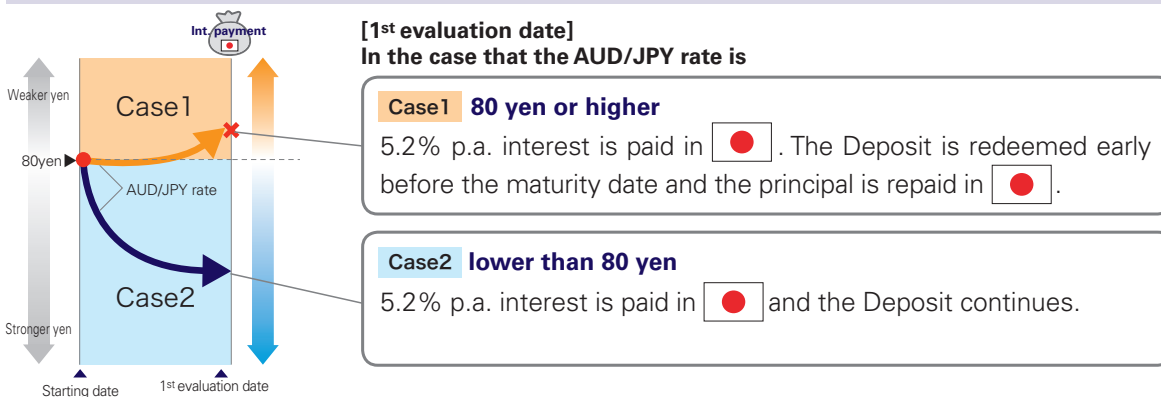 Int. payment
[1st evaluation date]
In the case that the AUD/JPY rate is
Weaker yen
Case1
80yen
AUD/JPY rate
Case2
Stronger yen
Starting date
1st evaluation date
Case1 80 yen or higher
5.2% p.a. interest is paid in . The Deposit is redeemed early
before the maturity date and the principal is repaid in .
Case2 lower than 80 yen
5.2% p.a. interest is paid in and the Deposit continues.